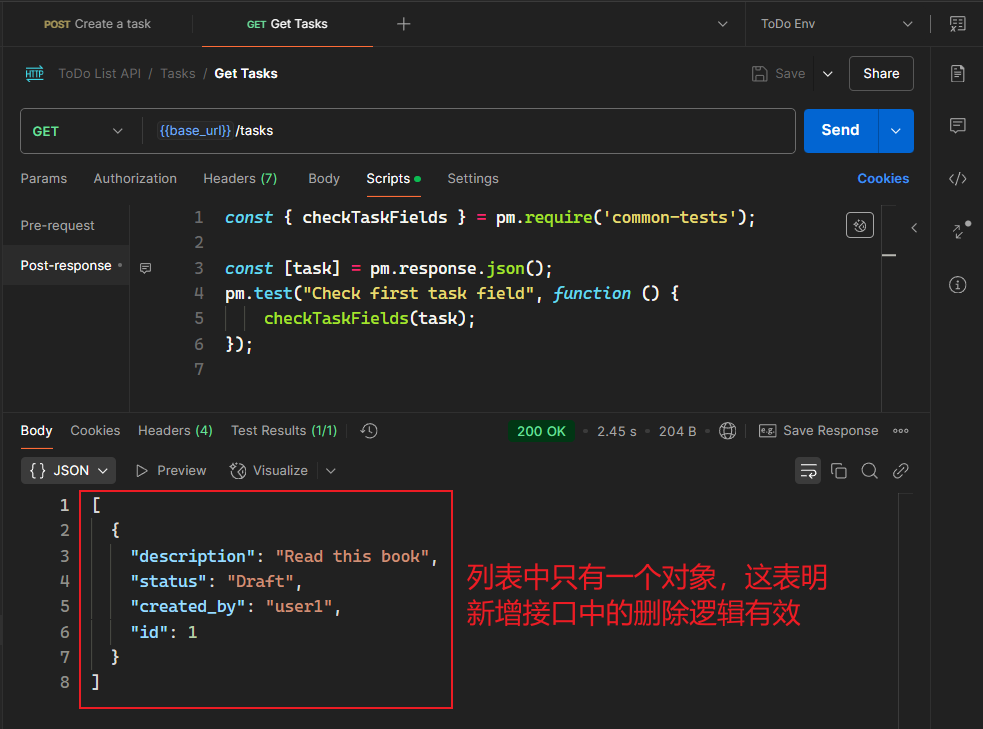 POST Create a task
GET Get Tasks
ToDo Env
HTTP ToDo List API / Tasks / Get Tasks
Save
Share
GET
{{base_url}} /tasks
Send
Params Authorization Headers (7) Body Scripts Settings
Cookies
Pre-request
Post-response
1 const { checkTaskFields } = pm.require('common-tests');
2
3 const [task] = pm.response.json();
4 pm.test("Check first task field", function () {
5 checkTaskFields(task);
6 });
7
Body Cookies Headers (4) Test Results (1/1)
200 OK • 2.45 s • 204 B
e.g. Save Response
{} JSON
Preview
Visualize
1 [
2 {
3 "description": "Read this book",
4 "status": "Draft",
5 "created_by": "user1",
6 "id": 1
7 }
8 ]
列表中只有一个对象，这表明
新增接口中的删除逻辑有效